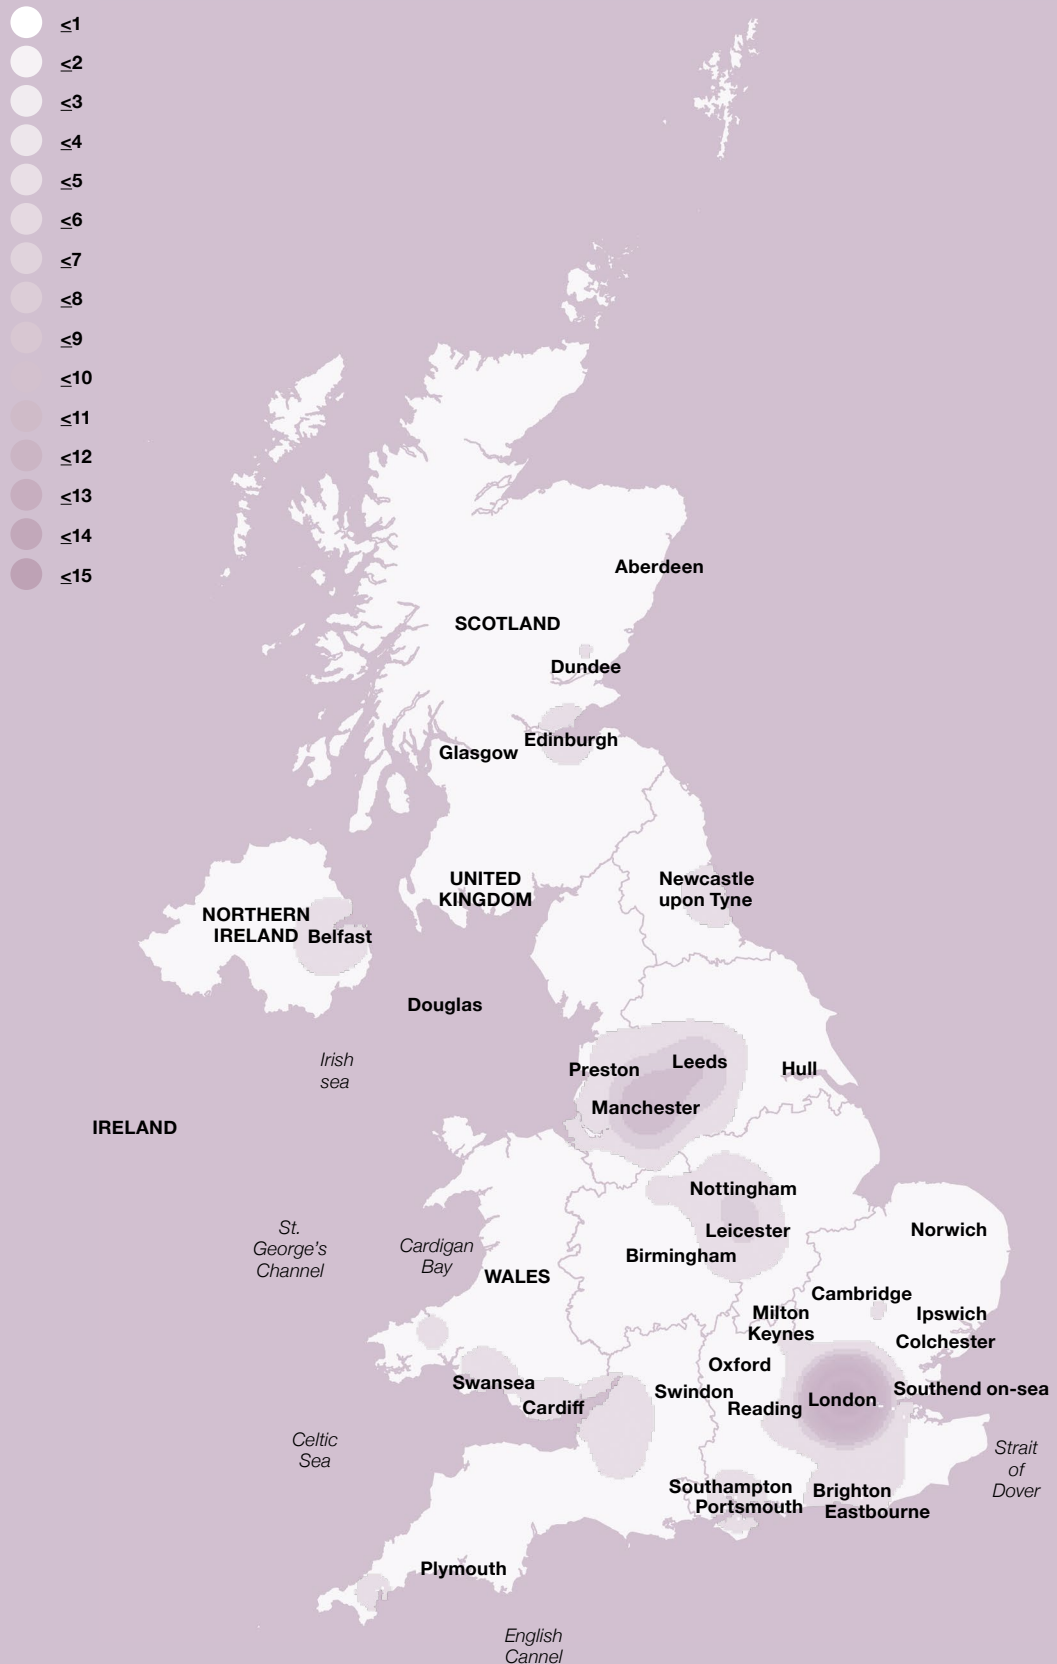 ≤1
≤2
≤3
≤4
≤5
≤6
≤7
≤8
≤9
≤10
≤11
≤12
≤13
≤14
≤15
Aberdeen
SCOTLAND
Dundee
Edinburgh
Glasgow
UNITED
KINGDOM
Newcastle
upon Tyne
NORTHERN
IRELAND
Belfast
Douglas
Irish
sea
Preston
Leeds
Hull
Manchester
IRELAND
Nottingham
Leicester
Birmingham
Norwich
St.
George's
Channel
Cardigan
Bay
WALES
Cambridge
Milton
Keynes
Ipswich
Colchester
Oxford
Swansea
Cardiff
Swindon
Reading
London
Southend on-sea
Celtic
Sea
Strait
of
Dover
Southampton
Portsmouth
Brighton
Eastbourne
Plymouth
English
Cannel